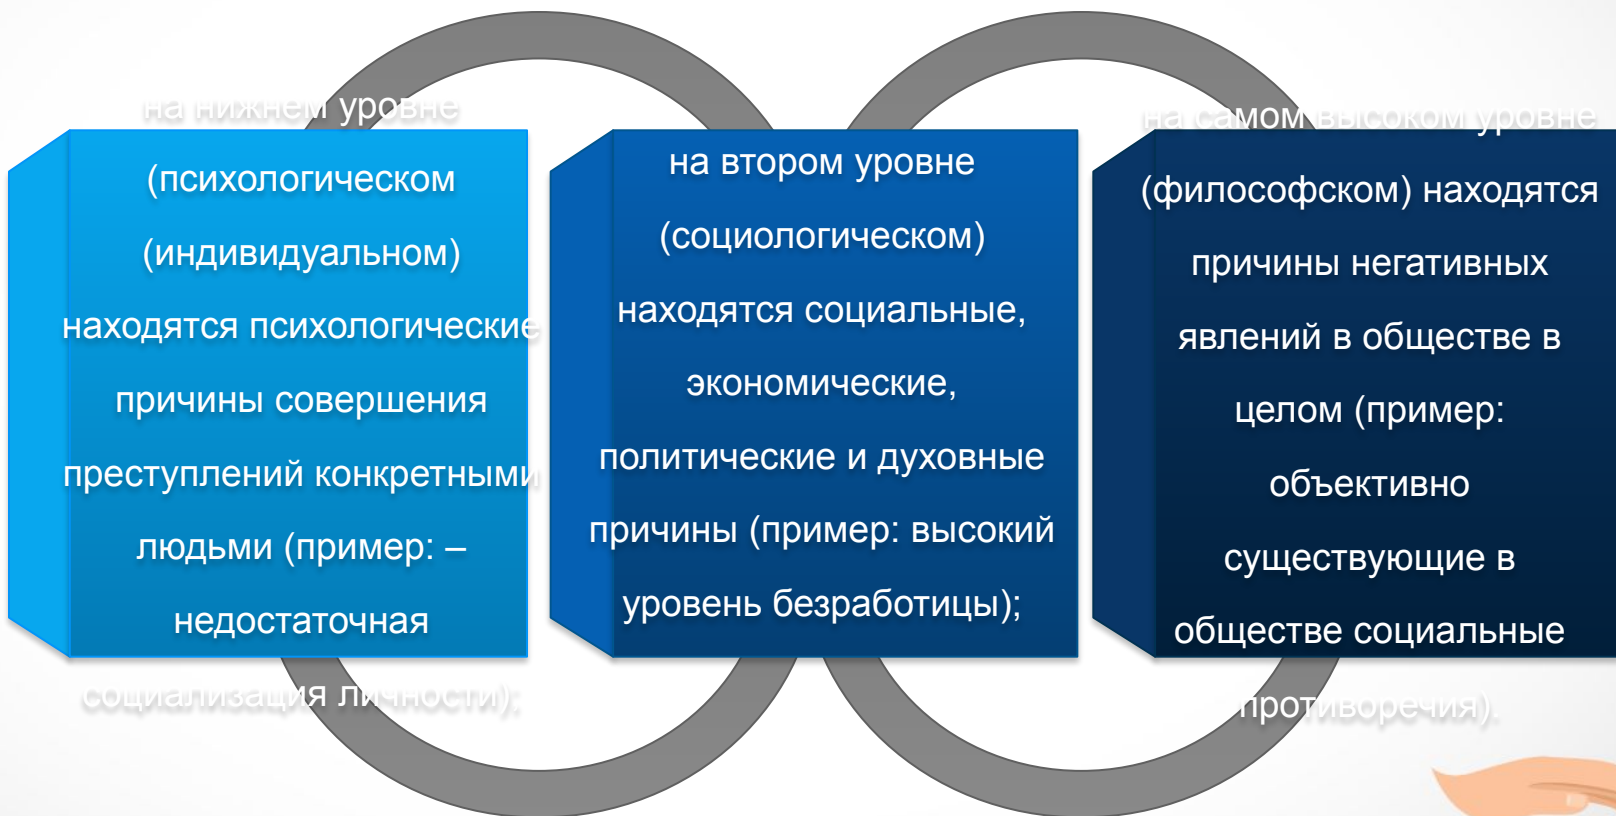 на нижнем уровне
(психологическом
(индивидуальном)
находятся психологические
причины совершения
преступлений конкретными
людьми (пример: –
недостаточная
социализация личности);
на втором уровне
(социологическом)
находятся социальные,
экономические,
политические и духовные
причины (пример: высокий
уровень безработицы);
на самом высоком уровне
(философском) находятся
причины негативных
явлений в обществе в
целом (пример:
объективно
существующие в
обществе социальные
противоречия).